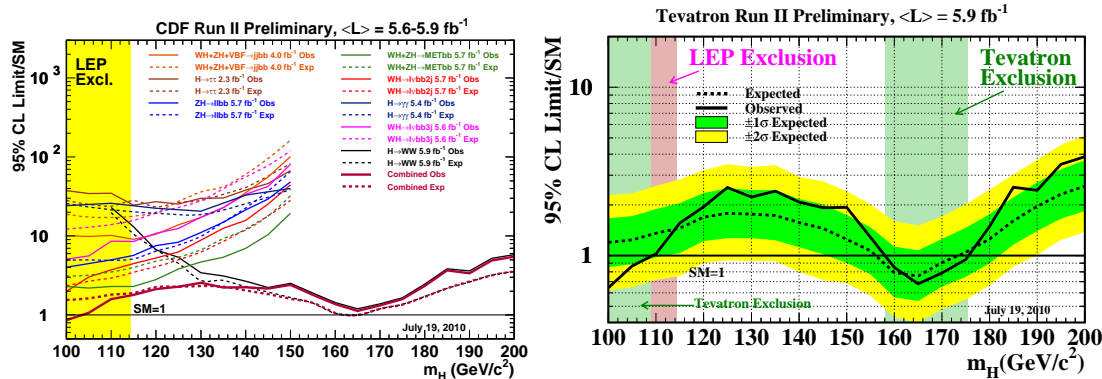 CDF Run II Preliminary, <L> = 5.6-5.9 fb⁻¹
95% CL Limit/SM
10³
10²
10
1
LEP
Excl.
WH+ZH+VBF→jjbb 4.0 fb⁻¹ Obs
WH+ZH+VBF→jjbb 4.0 fb⁻¹ Exp
H→ττ 2.3 fb⁻¹ Obs
H→ττ 2.3 fb⁻¹ Exp
ZH→llbb 5.7 fb⁻¹ Obs
ZH→llbb 5.7 fb⁻¹ Exp
WH+ZH→METbb 5.7 fb⁻¹ Obs
WH+ZH→METbb 5.7 fb⁻¹ Exp
WH→lνbb2j 5.7 fb⁻¹ Obs
WH→lνbb2j 5.7 fb⁻¹ Exp
H→γγ 5.4 fb⁻¹ Obs
H→γγ 5.4 fb⁻¹ Exp
WH→lνbb3j 5.6 fb⁻¹ Obs
WH→lνbb3j 5.6 fb⁻¹ Exp
H→WW 5.9 fb⁻¹ Obs
H→WW 5.9 fb⁻¹ Exp
Combined Obs
Combined Exp
SM=1
July 19, 2010
100 110 120 130 140 150 160 170 180 190 200
m_H (GeV/c²)
Tevatron Run II Preliminary, <L> = 5.9 fb⁻¹
95% CL Limit/SM
10
1
LEP Exclusion
Tevatron
Exclusion
Expected
Observed
±1σ Expected
±2σ Expected
SM=1
Tevatron Exclusion
July 19, 2010
100 110 120 130 140 150 160 170 180 190 200
m_H(GeV/c²)